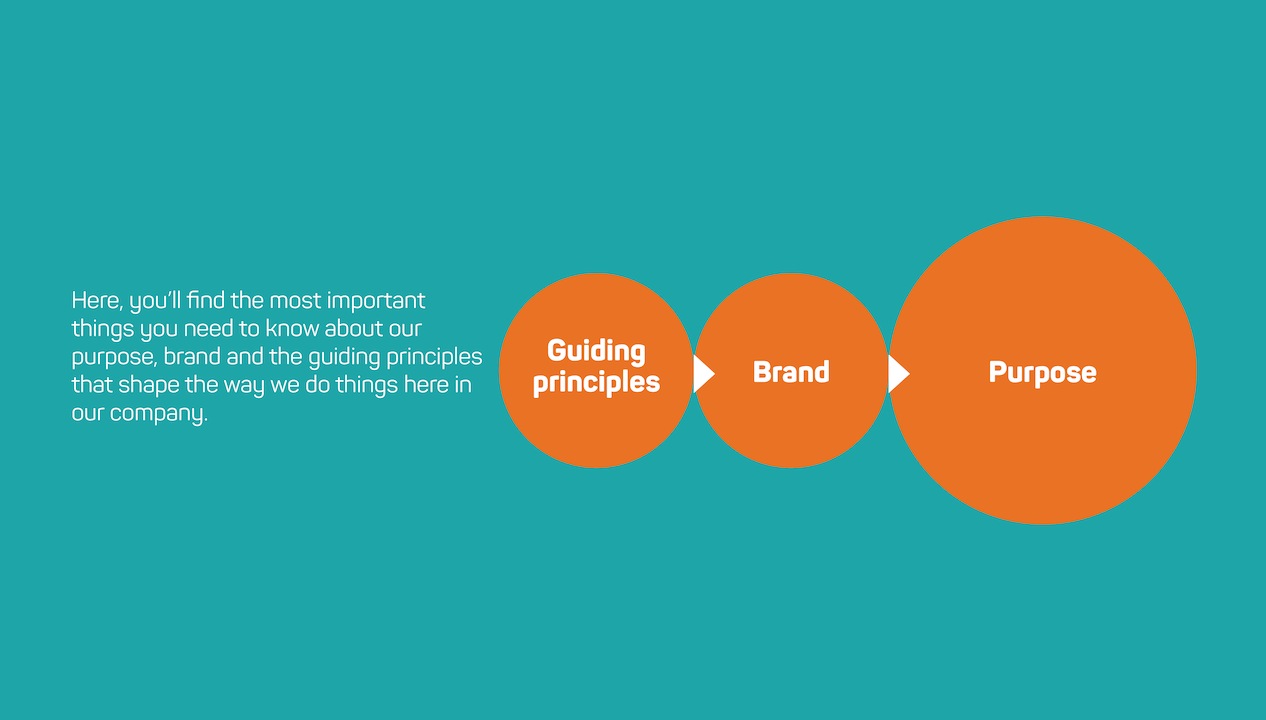 Here, you’ll find the most important
things you need to know about our
purpose, brand and the guiding principles
that shape the way we do things here in
our company.
Guiding
principles
Brand
Purpose